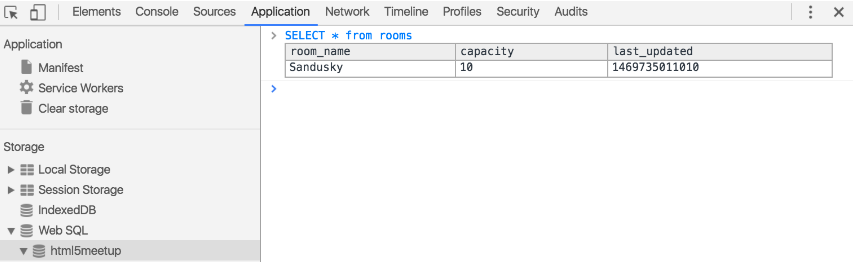 Elements Console Sources Application Network Timeline Profiles Security Audits
Application
Manifest
Service Workers
Clear storage
Storage
Local Storage
Session Storage
IndexedDB
Web SQL
html5meetup
> SELECT * from rooms
room_name capacity last_updated
Sandusky 10 1469735011010
>